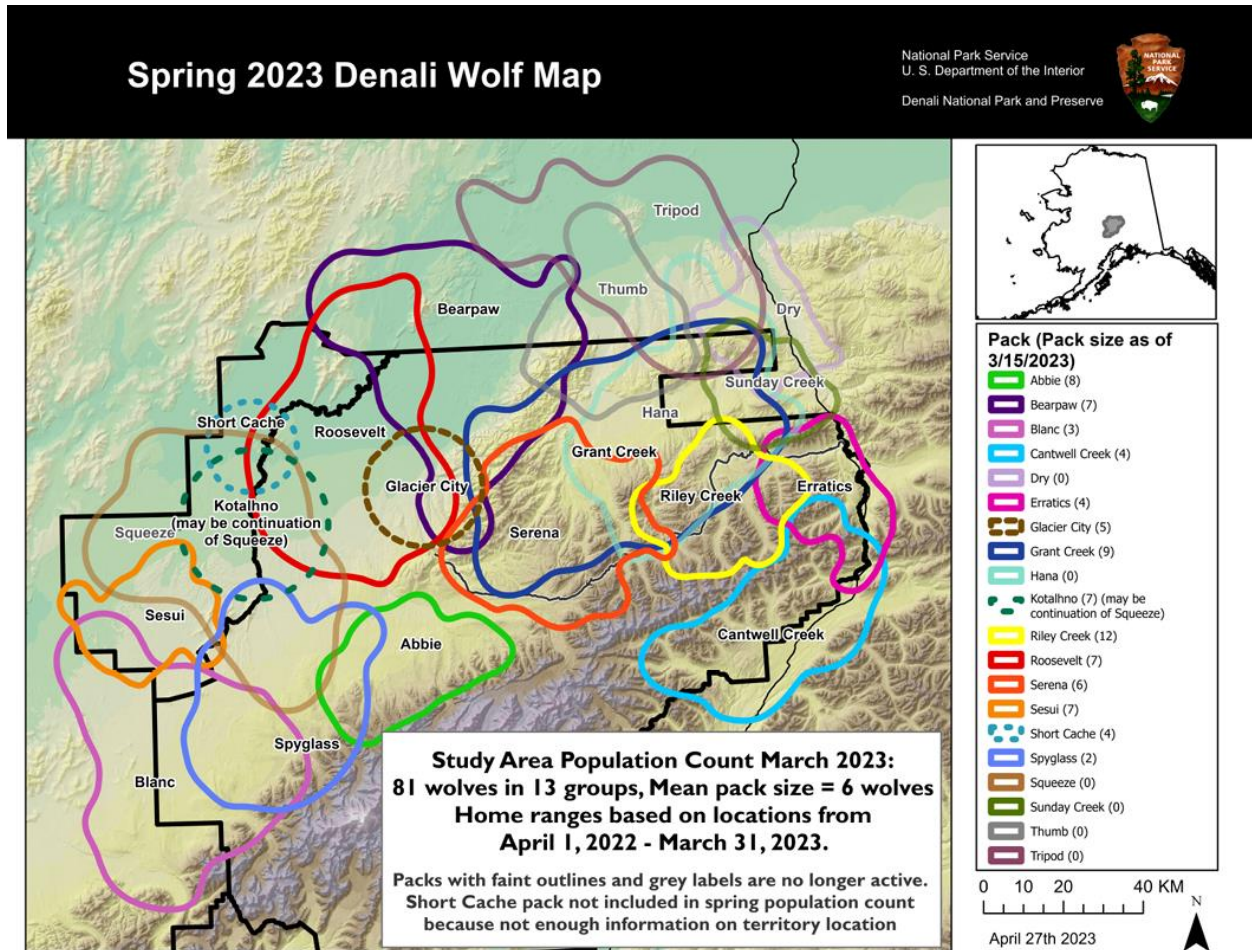 Spring 2023 Denali Wolf Map
National Park Service
U. S. Department of the Interior
Denali National Park and Preserve
NATIONAL
PARK
SERVICE
Tripod
Thumb
Bearpaw
Dry
Sunday Creek
Hana
Short Cache
Roosevelt
Grant Creek
Glacier City
Riley Creek
Erratics
Kotalhno
(may be continuation
of Squeeze)
Squeeze
Serena
Sesui
Abbie
Cantwell Creek
Spyglass
Blanc
Study Area Population Count March 2023:
81 wolves in 13 groups, Mean pack size = 6 wolves
Home ranges based on locations from
April 1, 2022 - March 31, 2023.
Packs with faint outlines and grey labels are no longer active.
Short Cache pack not included in spring population count
because not enough information on territory location
Pack (Pack size as of
3/15/2023)
Abbie (8)
Bearpaw (7)
Blanc (3)
Cantwell Creek (4)
Dry (0)
Erratics (4)
Glacier City (5)
Grant Creek (9)
Hana (0)
Kotalhno (7) (may be
continuation of Squeeze)
Riley Creek (12)
Roosevelt (7)
Serena (6)
Sesui (7)
Short Cache (4)
Spyglass (2)
Squeeze (0)
Sunday Creek (0)
Thumb (0)
Tripod (0)
0 10 20 40 KM
N
April 27th 2023